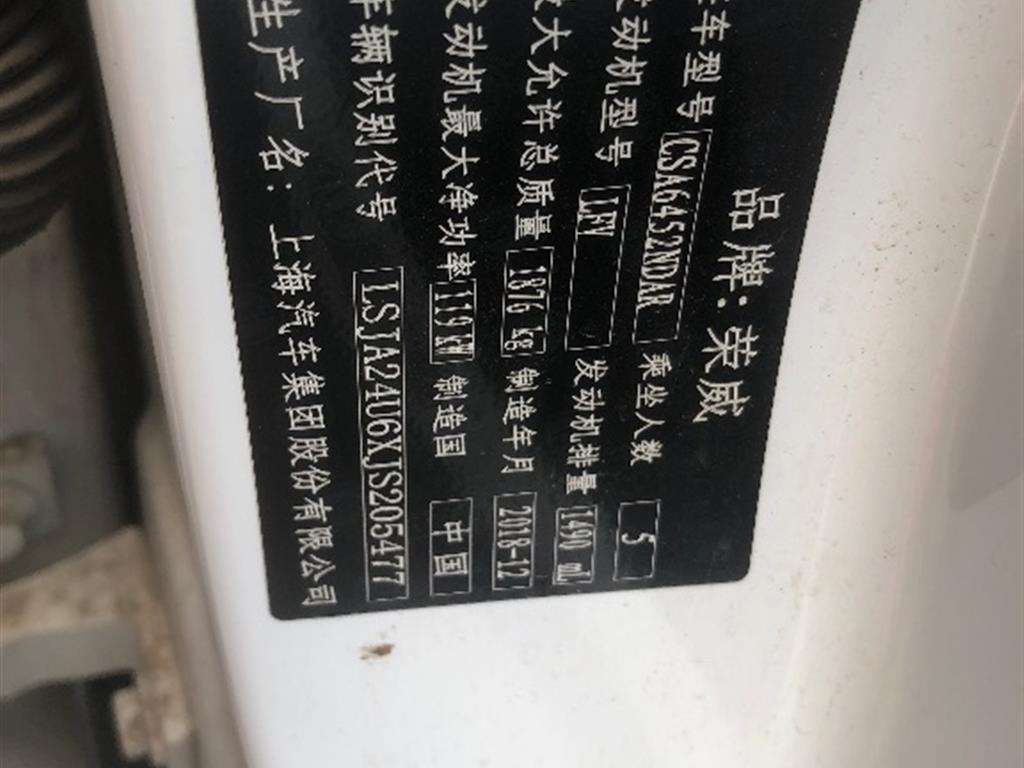 品牌:荣威
车型号 CSA6452NDAR 乘坐人数 5
发动机型号 LFV 发动机排量 1490 mL
最大允许总质量 1876 kg 制造年月 2018-12
发动机最大净功率 119 kW 制造国 中国
车辆识别代号 LSJA24U6XJS205477
生产厂名:上海汽车集团股份有限公司